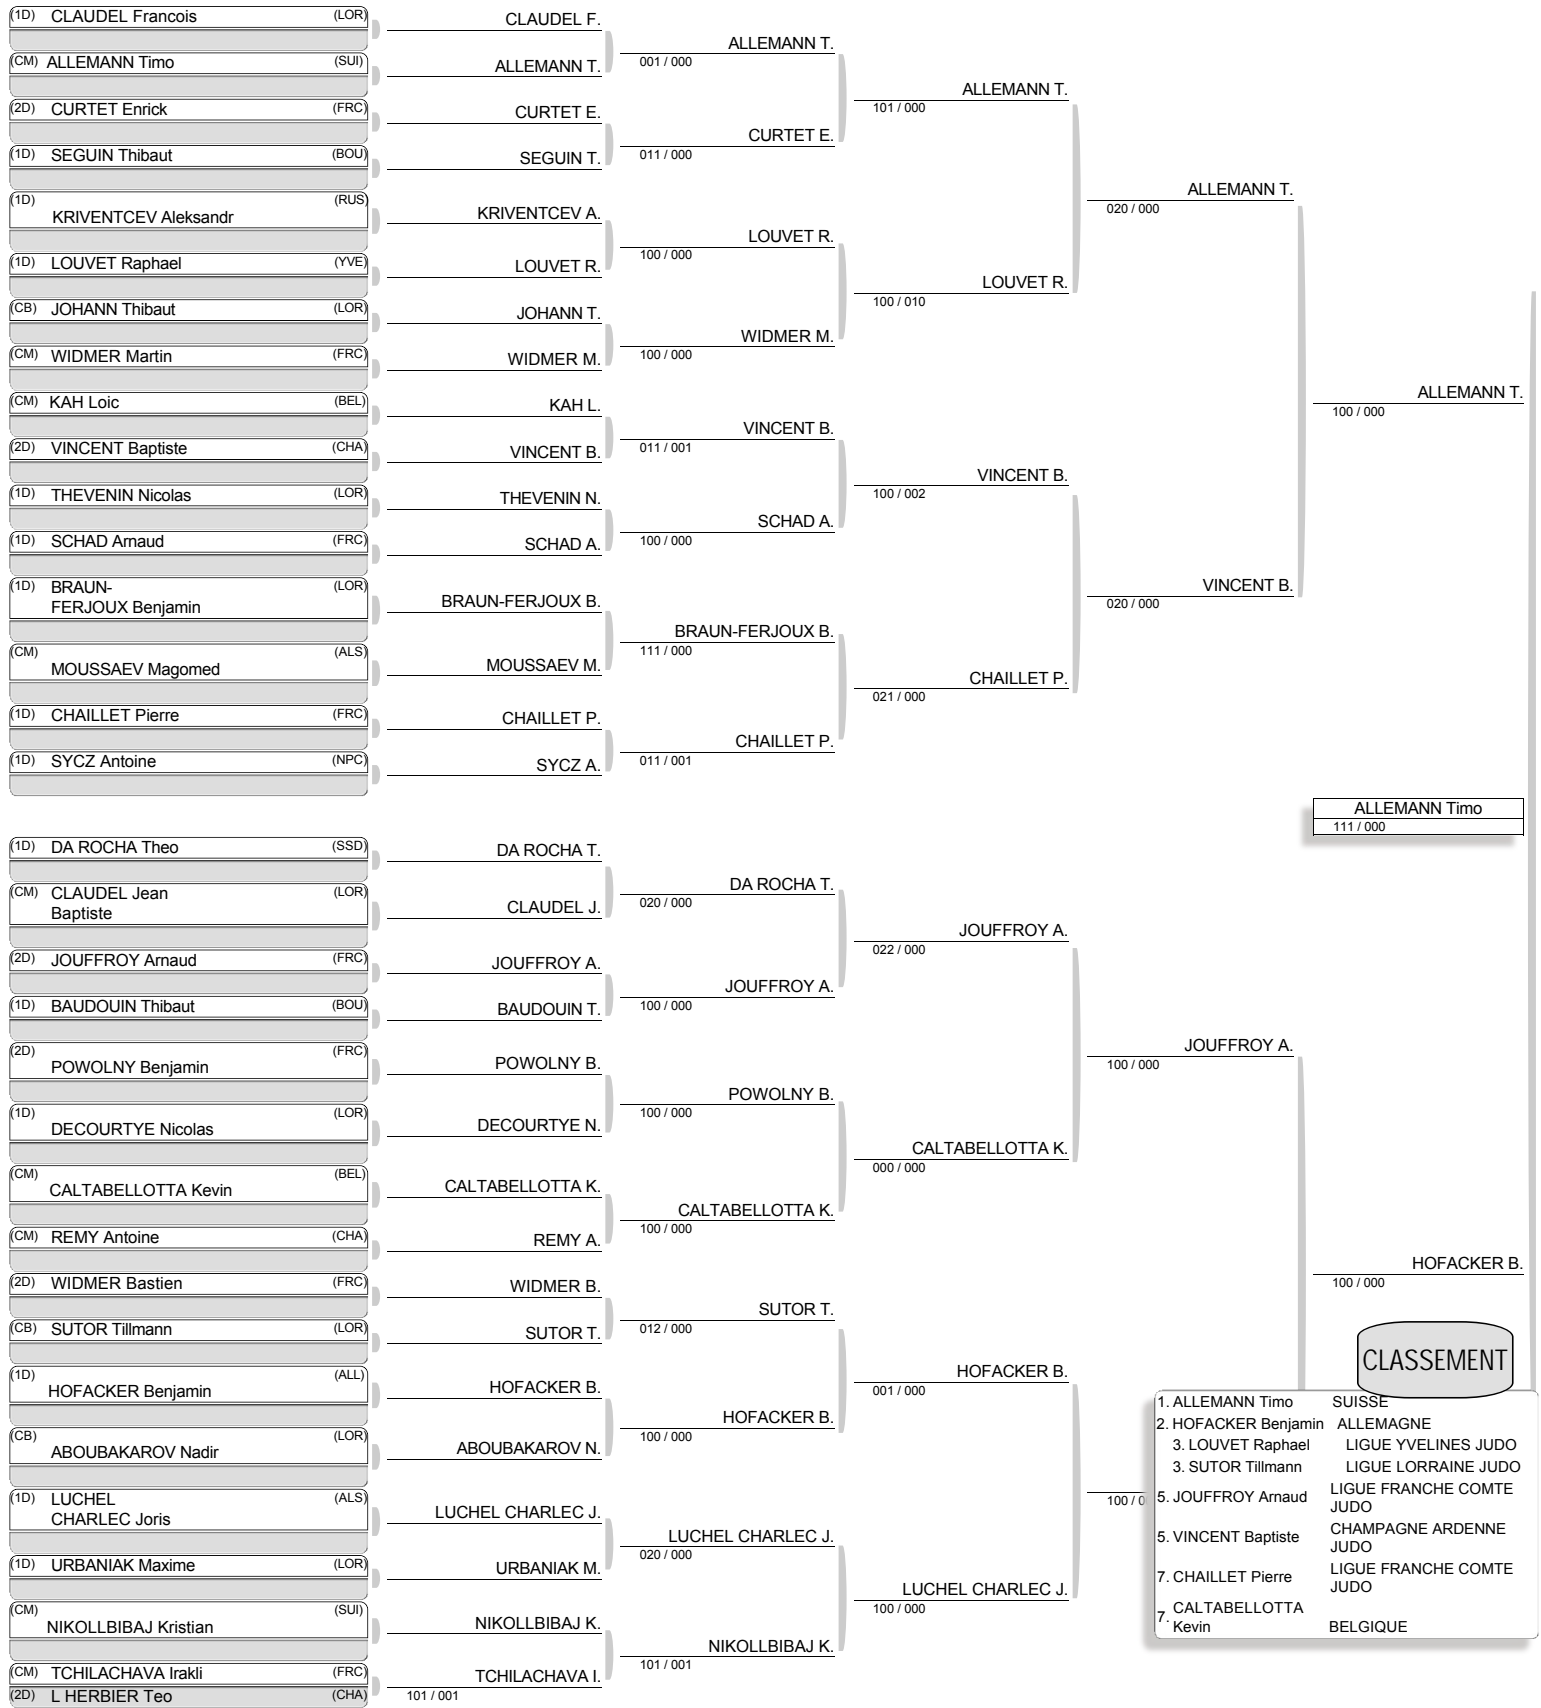 (1D) CLAUDEL Francois (LOR)
(CM) ALLEMANN Timo (SUI)
(2D) CURTET Enrick (FRC)
(1D) SEGUIN Thibaut (BOU)
(1D) (RUS)
KRIVENTCEV Aleksandr
(1D) LOUVET Raphael (YVE)
(CB) JOHANN Thibaut (LOR)
(CM) WIDMER Martin (FRC)
(CM) KAH Loic (BEL)
(2D) VINCENT Baptiste (CHA)
(1D) THEVENIN Nicolas (LOR)
(1D) SCHAD Arnaud (FRC)
(1D) BRAUN- (LOR)
FERJOUX Benjamin
(CM) (ALS)
MOUSSAEV Magomed
(1D) CHAILLET Pierre (FRC)
(1D) SYCZ Antoine (NPC)
(1D) DA ROCHA Theo (SSD)
(CM) CLAUDEL Jean (LOR)
Baptiste
(2D) JOUFFROY Arnaud (FRC)
(1D) BAUDOUIN Thibaut (BOU)
(2D) (FRC)
POWOLNY Benjamin
(1D) (LOR)
DECOURTYE Nicolas
(CM) (BEL)
CALTABELLOTTA Kevin
(CM) REMY Antoine (CHA)
(2D) WIDMER Bastien (FRC)
(CB) SUTOR Tillmann (LOR)
(1D) (ALL)
HOFACKER Benjamin
(CB) (LOR)
ABOUBAKAROV Nadir
(1D) LUCHEL (ALS)
CHARLEC Joris
(1D) URBANIAK Maxime (LOR)
(CM) (SUI)
NIKOLLBIBAJ Kristian
(CM) TCHILACHAVA Irakli (FRC)
(2D) L HERBIER Teo (CHA)
CLAUDEL F.
ALLEMANN T.
CURTET E.
SEGUIN T.
KRIVENTCEV A.
LOUVET R.
JOHANN T.
WIDMER M.
KAH L.
VINCENT B.
THEVENIN N.
SCHAD A.
BRAUN-FERJOUX B.
MOUSSAEV M.
CHAILLET P.
SYCZ A.
DA ROCHA T.
CLAUDEL J.
JOUFFROY A.
BAUDOUIN T.
POWOLNY B.
DECOURTYE N.
CALTABELLOTTA K.
REMY A.
WIDMER B.
SUTOR T.
HOFACKER B.
ABOUBAKAROV N.
LUCHEL CHARLEC J.
URBANIAK M.
NIKOLLBIBAJ K.
TCHILACHAVA I.
101 / 001
ALLEMANN T.
001 / 000
CURTET E.
011 / 000
LOUVET R.
100 / 000
WIDMER M.
100 / 000
VINCENT B.
011 / 001
SCHAD A.
100 / 000
BRAUN-FERJOUX B.
111 / 000
CHAILLET P.
011 / 001
DA ROCHA T.
020 / 000
JOUFFROY A.
100 / 000
POWOLNY B.
100 / 000
CALTABELLOTTA K.
100 / 000
SUTOR T.
012 / 000
HOFACKER B.
100 / 000
LUCHEL CHARLEC J.
020 / 000
NIKOLLBIBAJ K.
101 / 001
ALLEMANN T.
101 / 000
LOUVET R.
100 / 010
VINCENT B.
100 / 002
CHAILLET P.
021 / 000
JOUFFROY A.
022 / 000
CALTABELLOTTA K.
000 / 000
HOFACKER B.
001 / 000
LUCHEL CHARLEC J.
100 / 000
ALLEMANN T.
020 / 000
VINCENT B.
020 / 000
JOUFFROY A.
100 / 000
100 / 0
ALLEMANN T.
100 / 000
HOFACKER B.
100 / 000
ALLEMANN Timo
111 / 000
CLASSEMENT
1. ALLEMANN Timo SUISSE
2. HOFACKER Benjamin ALLEMAGNE
3. LOUVET Raphael LIGUE YVELINES JUDO
3. SUTOR Tillmann LIGUE LORRAINE JUDO
5. JOUFFROY Arnaud LIGUE FRANCHE COMTE
JUDO
5. VINCENT Baptiste CHAMPAGNE ARDENNE
JUDO
7. CHAILLET Pierre LIGUE FRANCHE COMTE
JUDO
7. CALTABELLOTTA
Kevin BELGIQUE